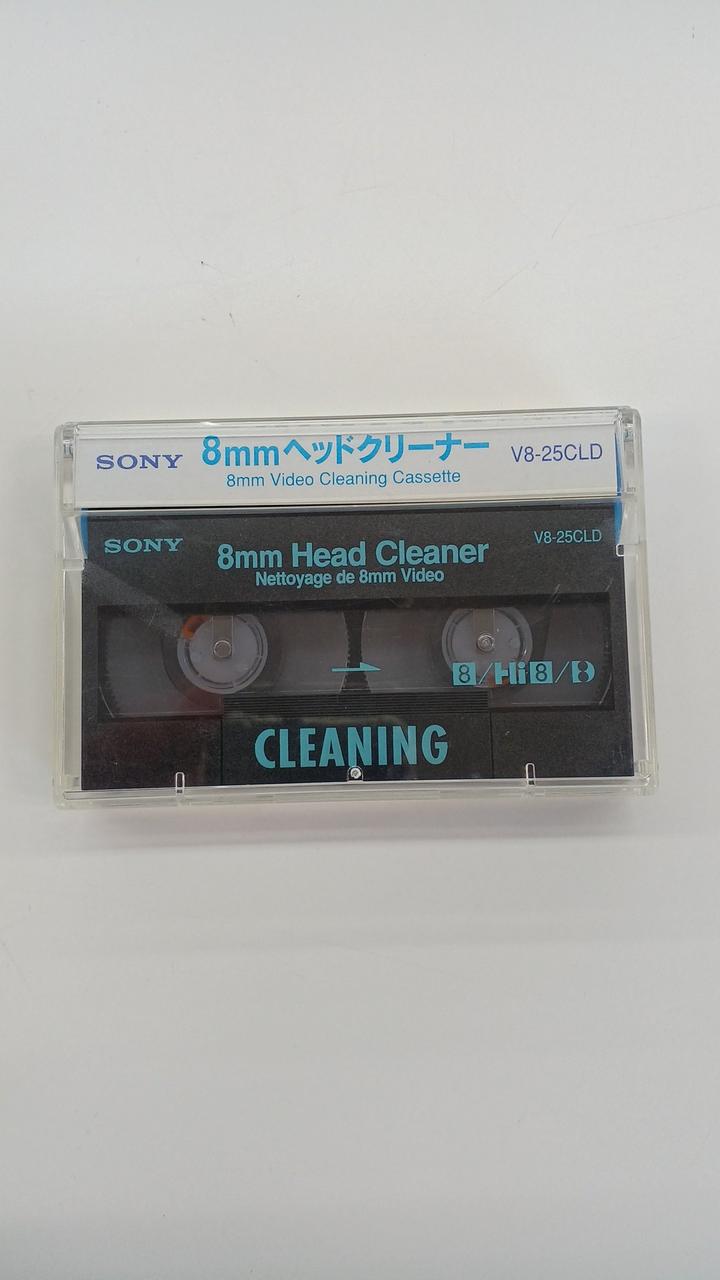 SONY 8mmヘッドクリーナー V8-25CLD
8mm Video Cleaning Cassette
SONY 8mm Head Cleaner V8-25CLD
Nettoyage de 8mm Video
8/Hi8/D
CLEANING